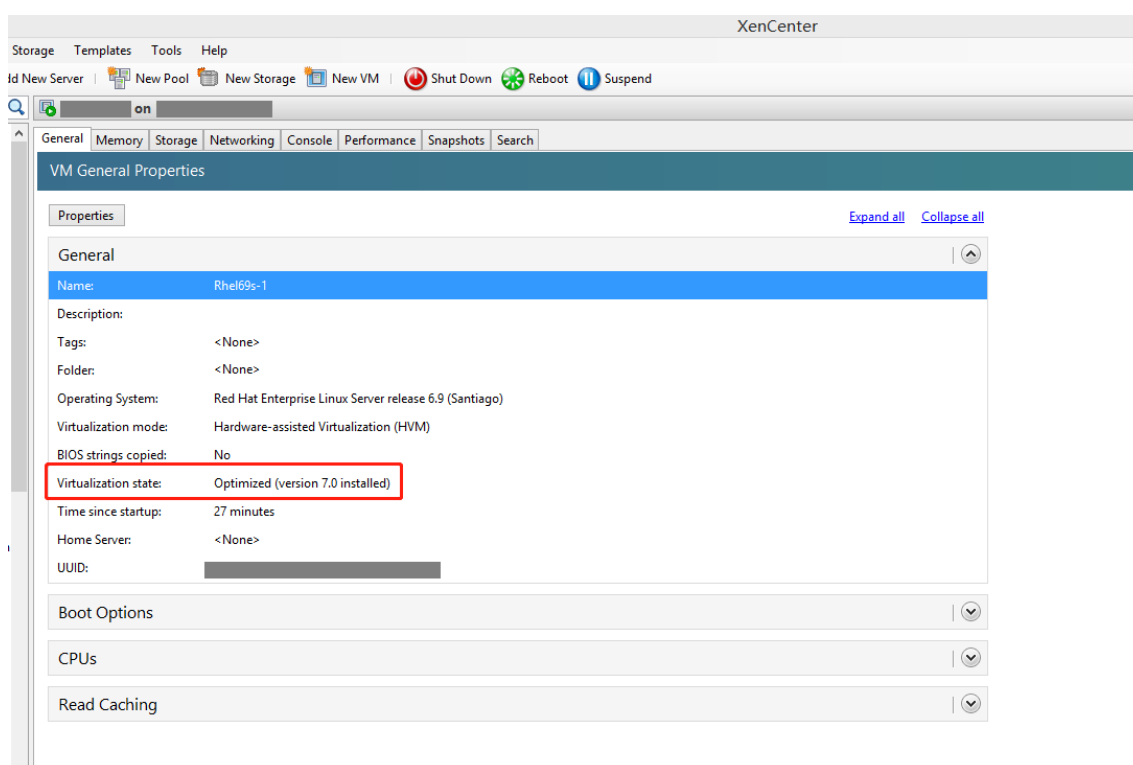 XenCenter
Storage Templates Tools Help
New Server New Pool New Storage New VM Shut Down Reboot Suspend
on
General Memory Storage Networking Console Performance Snapshots Search
VM General Properties
Properties Expand all Collapse all
General
Name: Rhel69s-1
Description:
Tags: <None>
Folder: <None>
Operating System: Red Hat Enterprise Linux Server release 6.9 (Santiago)
Virtualization mode: Hardware-assisted Virtualization (HVM)
BIOS strings copied: No
Virtualization state: Optimized (version 7.0 installed)
Time since startup: 27 minutes
Home Server: <None>
UUID:
Boot Options
CPUs
Read Caching